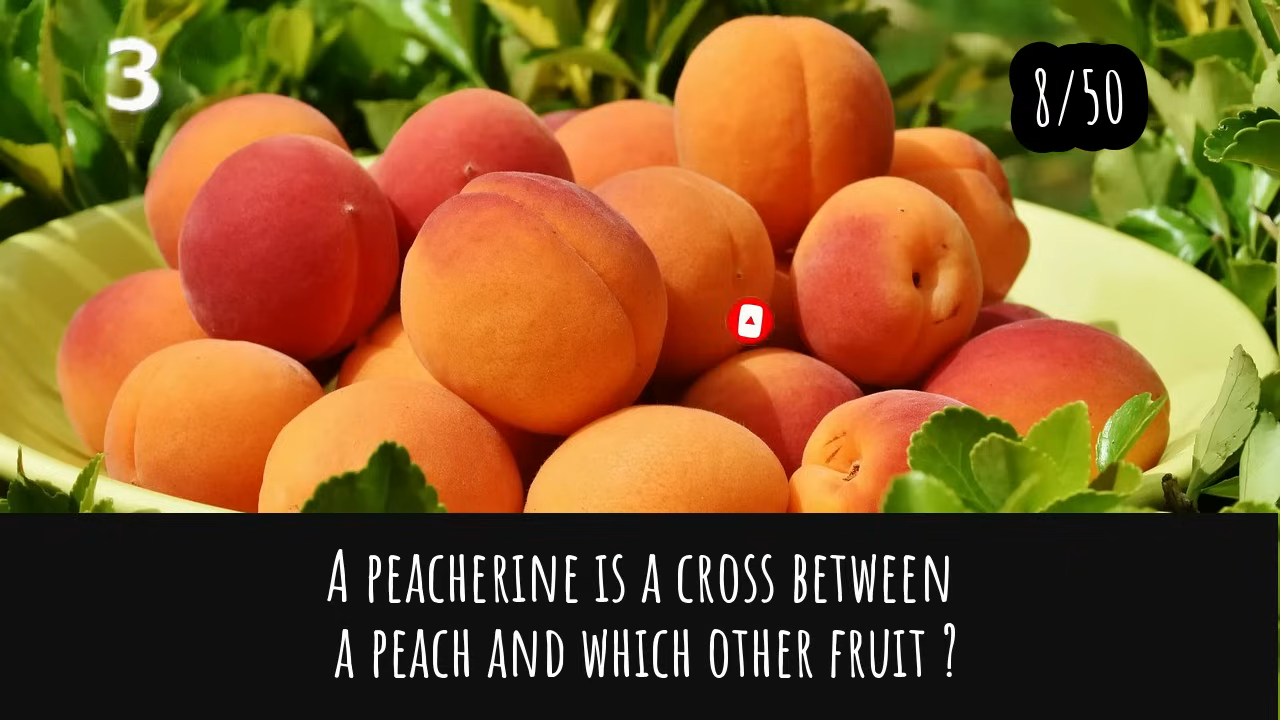 3
8/50
A PEACHERINE IS A CROSS BETWEEN
A PEACH AND WHICH OTHER FRUIT ?